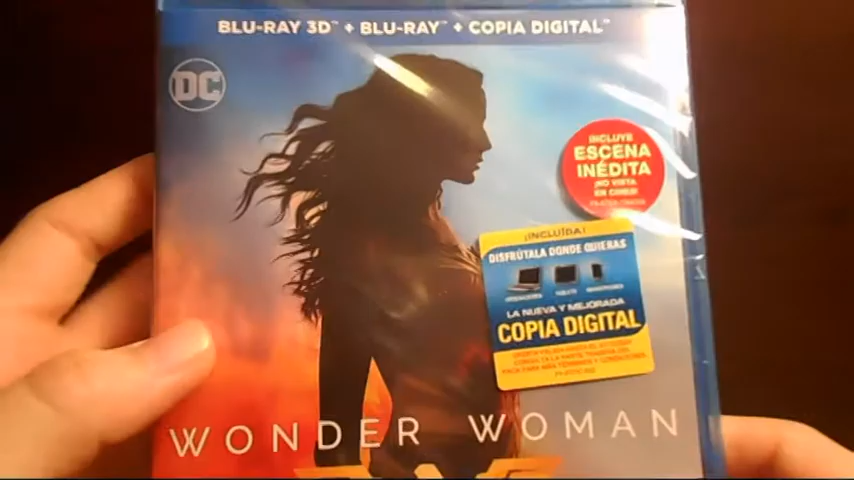 BLU-RAY 3D™ + BLU-RAY™ + COPIA DIGITAL™
DC
INCLUYE
ESCENA
INÉDITA
¡NO VISTA
EN CINES!
¡INCLUÍDA!
DISFRÚTALA DONDE QUIERAS
LA NUEVA Y MEJORADA
COPIA DIGITAL
WONDER WOMAN